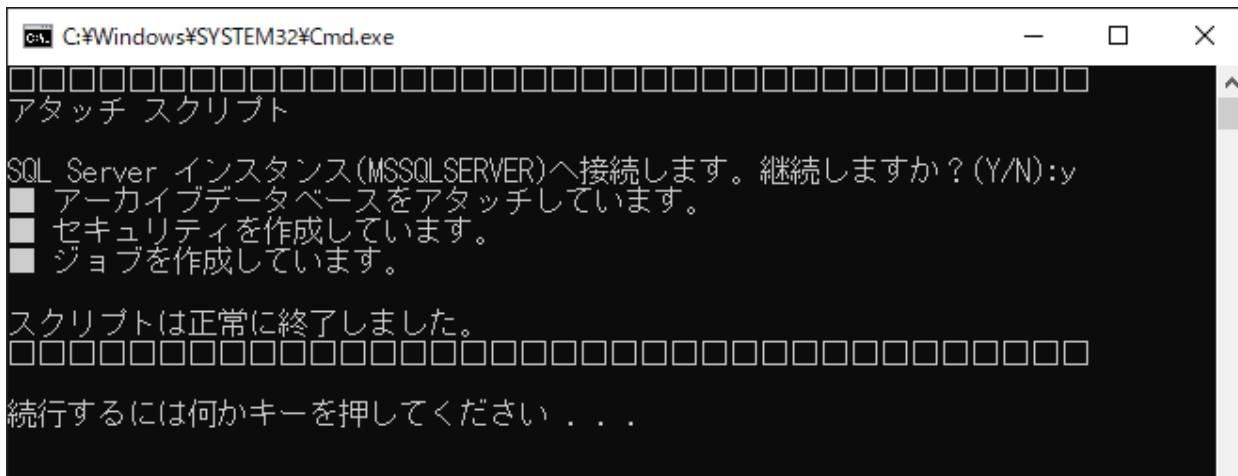 C:¥Windows¥SYSTEM32¥Cmd.exe
□□□□□□□□□□□□□□□□□□□□□□□□□□□□□□□□□□□□
アタッチ スクリプト
SQL Server インスタンス(MSSQLSERVER)へ接続します。継続しますか？(Y/N):y
■ アーカイブデータベースをアタッチしています。
■ セキュリティを作成しています。
■ ジョブを作成しています。
スクリプトは正常に終了しました。
□□□□□□□□□□□□□□□□□□□□□□□□□□□□□□□□□□□□
続行するには何かキーを押してください . . .